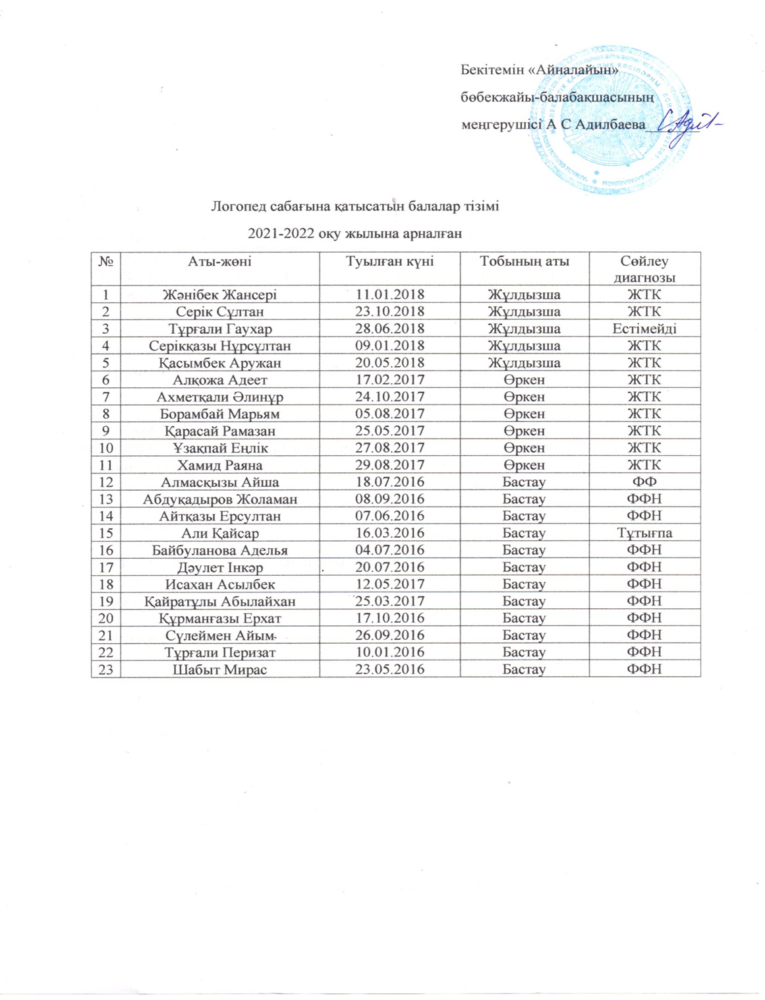 Бекітемін «Айналайын»
бөбекжайы-балабақшасының
меңгерушісі А С Адилбаева
Логопед сабағына қатысатын балалар тізімі
2021-2022 оқу жылына арналған
№ Аты-жөні Туылған күні Тобының аты Сөйлеу диагнозы
1 Жәнібек Жансері 11.01.2018 Жұлдызша ЖТК
2 Серік Сұлтан 23.10.2018 Жұлдызша ЖТК
3 Тұрғали Гаухар 28.06.2018 Жұлдызша Естімейді
4 Серікқазы Нұрсұлтан 09.01.2018 Жұлдызша ЖТК
5 Қасымбек Аружан 20.05.2018 Жұлдызша ЖТК
6 Алқожа Адеет 17.02.2017 Өркен ЖТК
7 Ахметқали Әлинұр 24.10.2017 Өркен ЖТК
8 Борамбай Марьям 05.08.2017 Өркен ЖТК
9 Қарасай Рамазан 25.05.2017 Өркен ЖТК
10 Ұзақпай Еңлік 27.08.2017 Өркен ЖТК
11 Хамид Раяна 29.08.2017 Өркен ЖТК
12 Алмасқызы Айша 18.07.2016 Бастау ФФ
13 Абдуқадыров Жоламан 08.09.2016 Бастау ФФН
14 Айтқазы Ерсултан 07.06.2016 Бастау ФФН
15 Али Қайсар 16.03.2016 Бастау Тұтығпа
16 Байбуланова Аделья 04.07.2016 Бастау ФФН
17 Дәулет Інкәр 20.07.2016 Бастау ФФН
18 Исахан Асылбек 12.05.2017 Бастау ФФН
19 Қайратұлы Абылайхан 25.03.2017 Бастау ФФН
20 Құрманғазы Ерхат 17.10.2016 Бастау ФФН
21 Сүлеймен Айым 26.09.2016 Бастау ФФН
22 Тұрғали Перизат 10.01.2016 Бастау ФФН
23 Шабыт Мирас 23.05.2016 Бастау ФФН